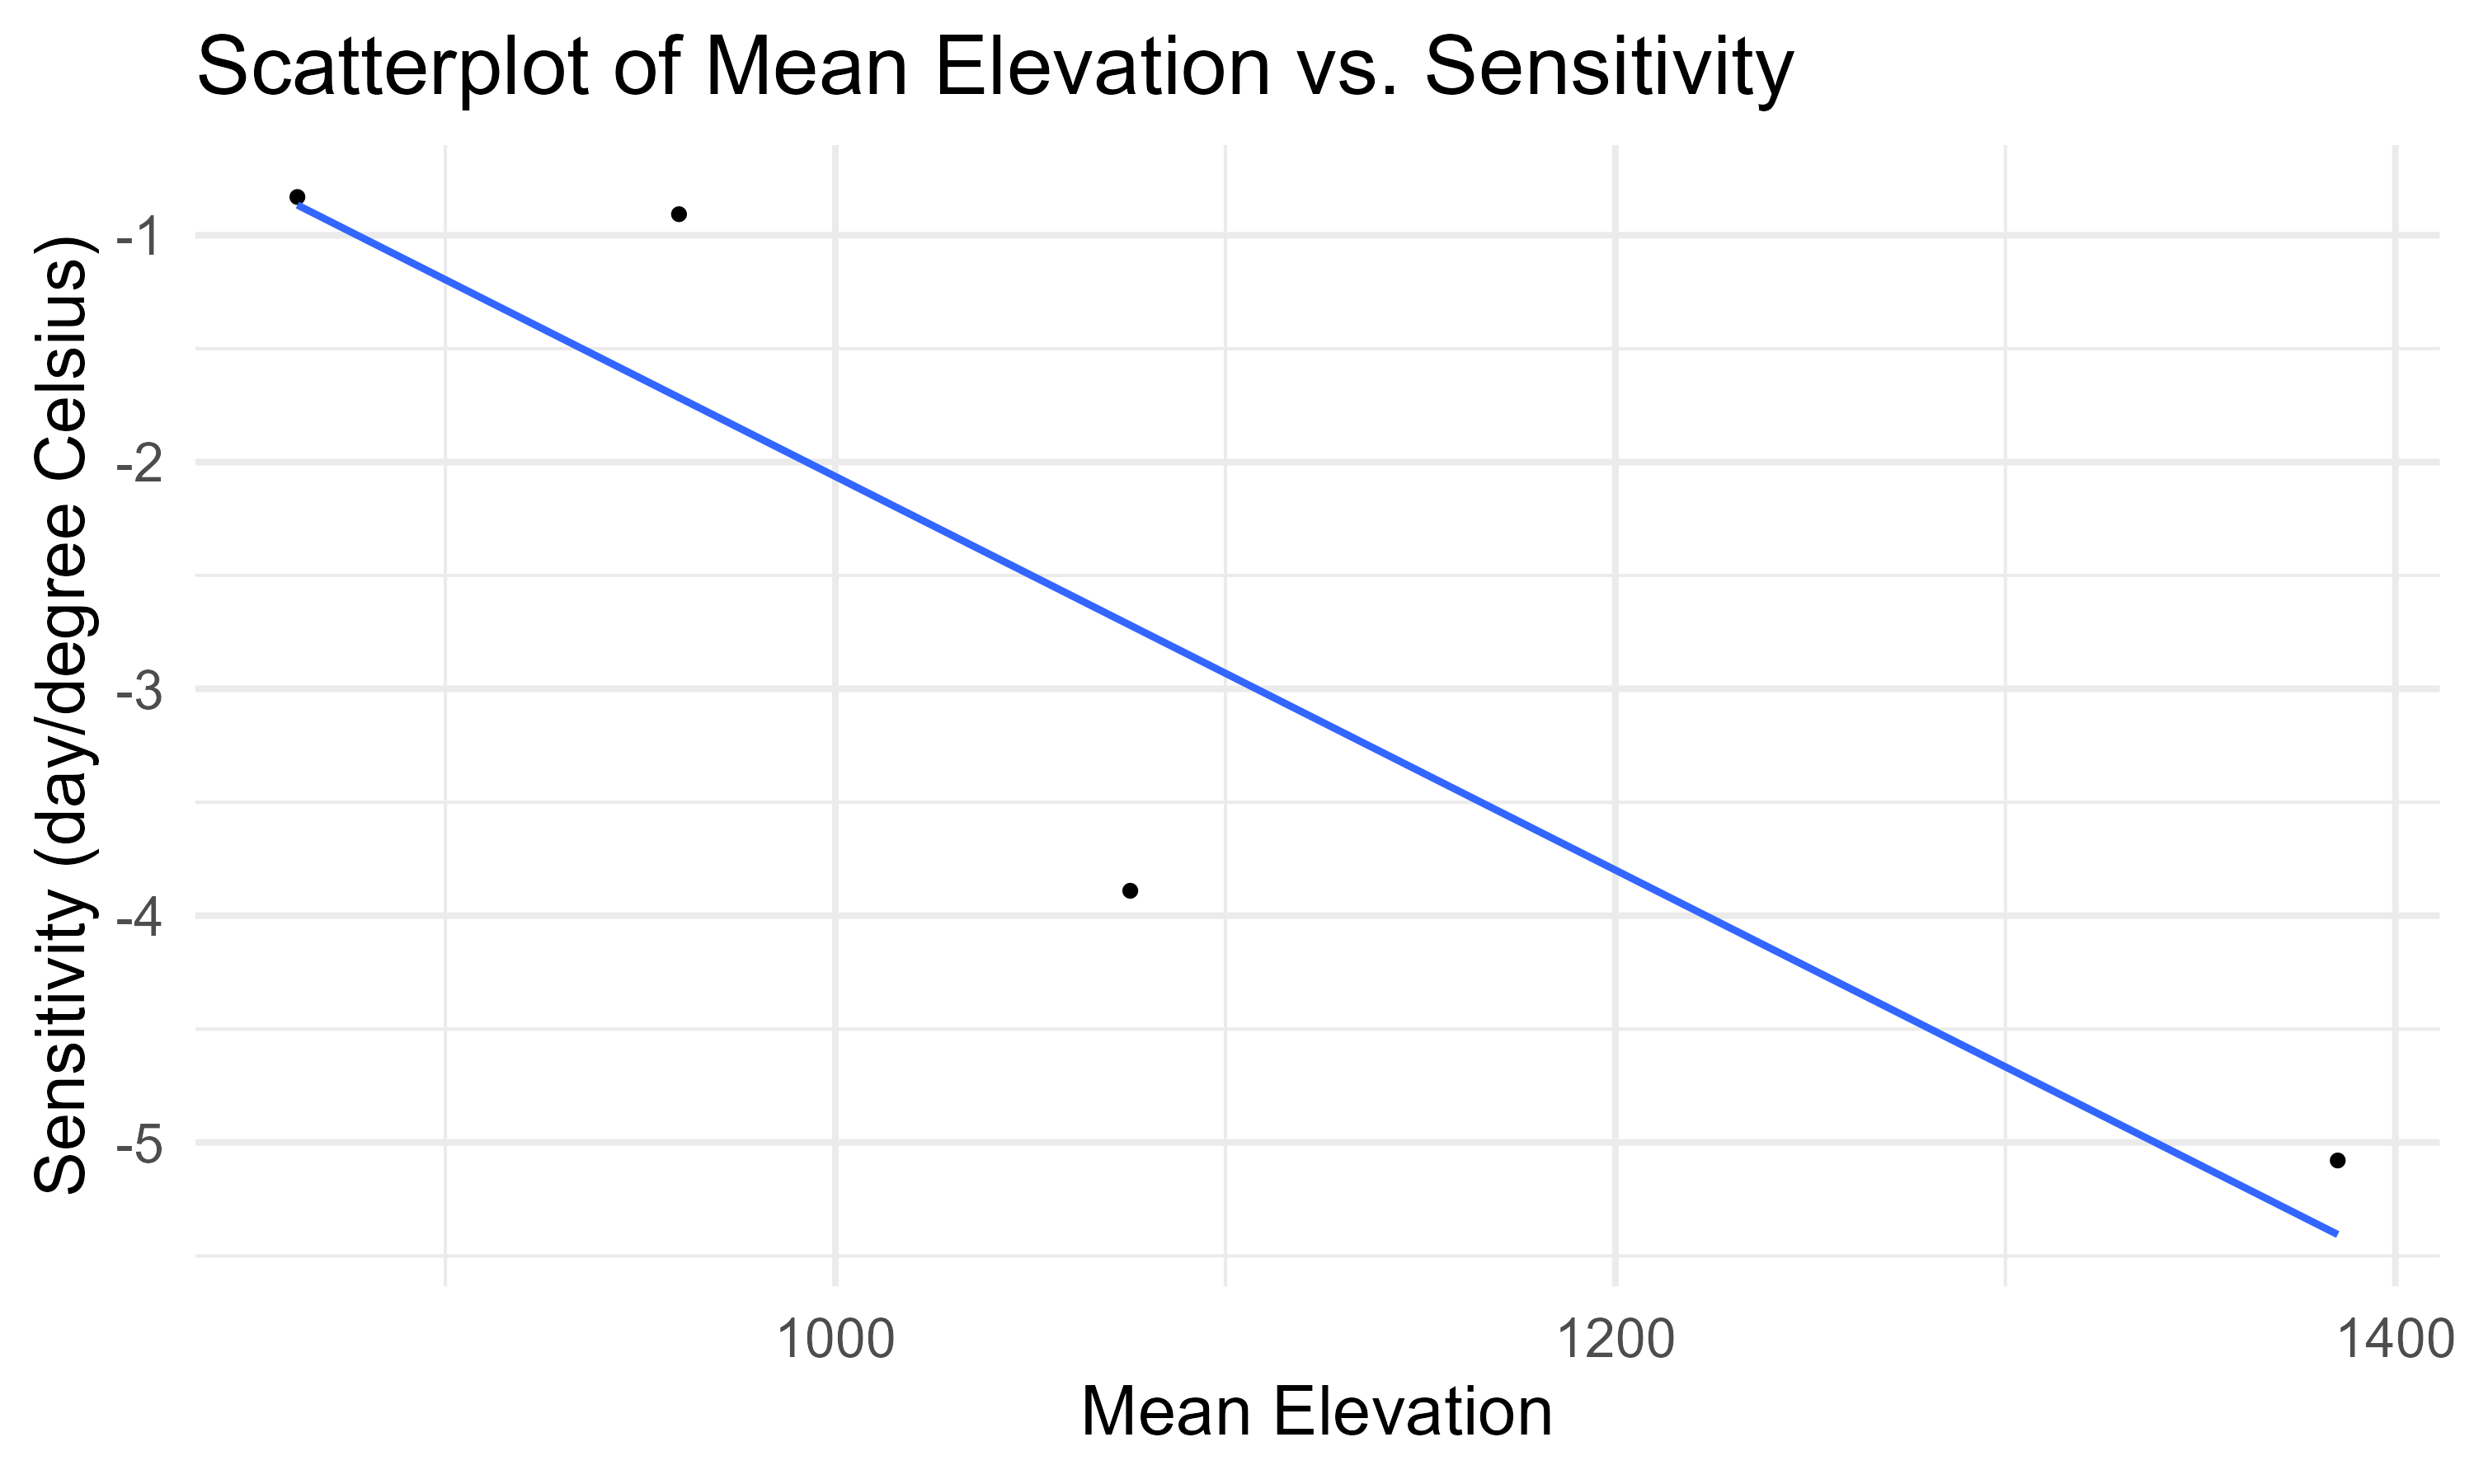 Scatterplot of Mean Elevation vs. Sensitivity
Sensitivity (day/degree Celsius)
-1
-2
-3
-4
-5
1000 1200 1400
Mean Elevation